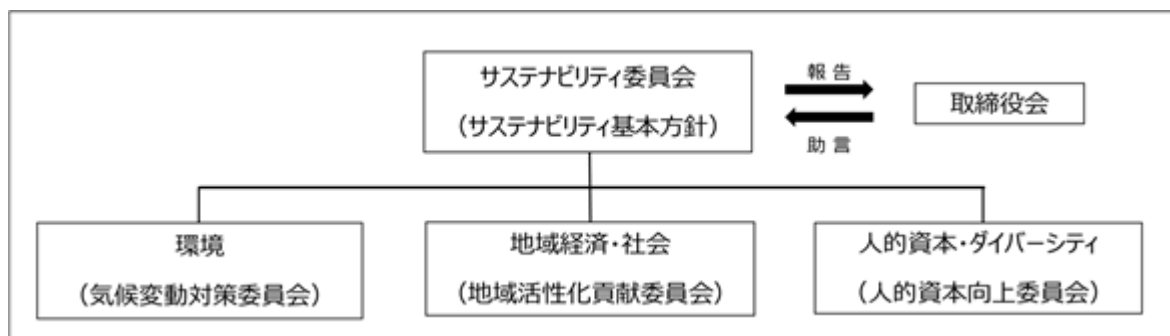 サステナビリティ委員会
（サステナビリティ基本方針）
報告
助言
取締役会
環境
（気候変動対策委員会）
地域経済・社会
（地域活性化貢献委員会）
人的資本・ダイバーシティ
（人的資本向上委員会）